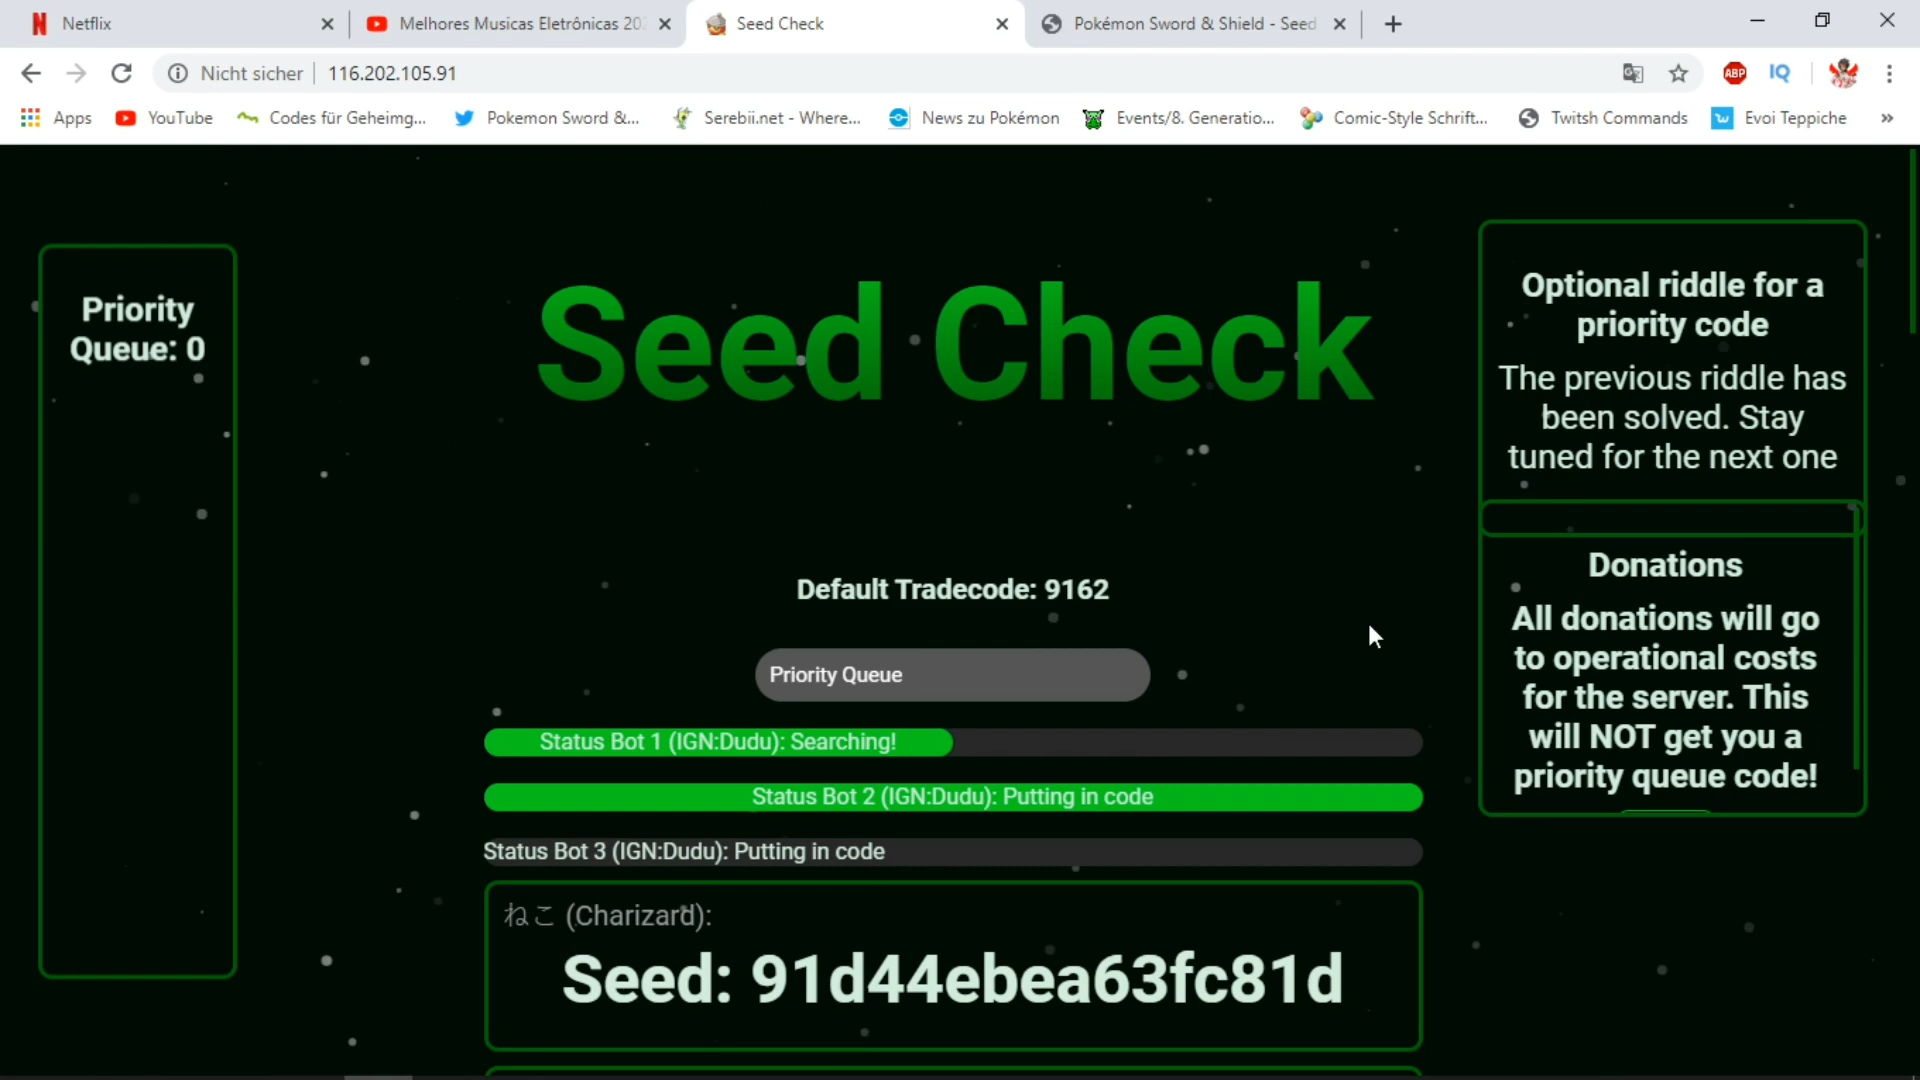 Netflix
Melhores Musicas Eletrônicas 20
Seed Check
Pokémon Sword & Shield - Seed
Nicht sicher
116.202.105.91
ABP
IQ
Apps
YouTube
Codes für Geheimg...
Pokemon Sword &...
Serebii.net - Where...
News zu Pokémon
Events/8. Generatio...
Comic-Style Schrift...
Twitsh Commands
Evoi Teppiche
»
Priority
Queue: 0
Seed Check
Default Tradecode: 9162
Priority Queue
Status Bot 1 (IGN:Dudu): Searching!
Status Bot 2 (IGN:Dudu): Putting in code
Status Bot 3 (IGN:Dudu): Putting in code
ねこ (Charizard):
Seed: 91d44ebea63fc81d
Optional riddle for a
priority code
The previous riddle has
been solved. Stay
tuned for the next one
Donations
All donations will go
to operational costs
for the server. This
will NOT get you a
priority queue code!